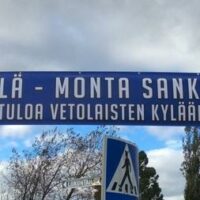 LÄ - MONTA SANK
TULOA VETOLAISTEN KYLÄÄ